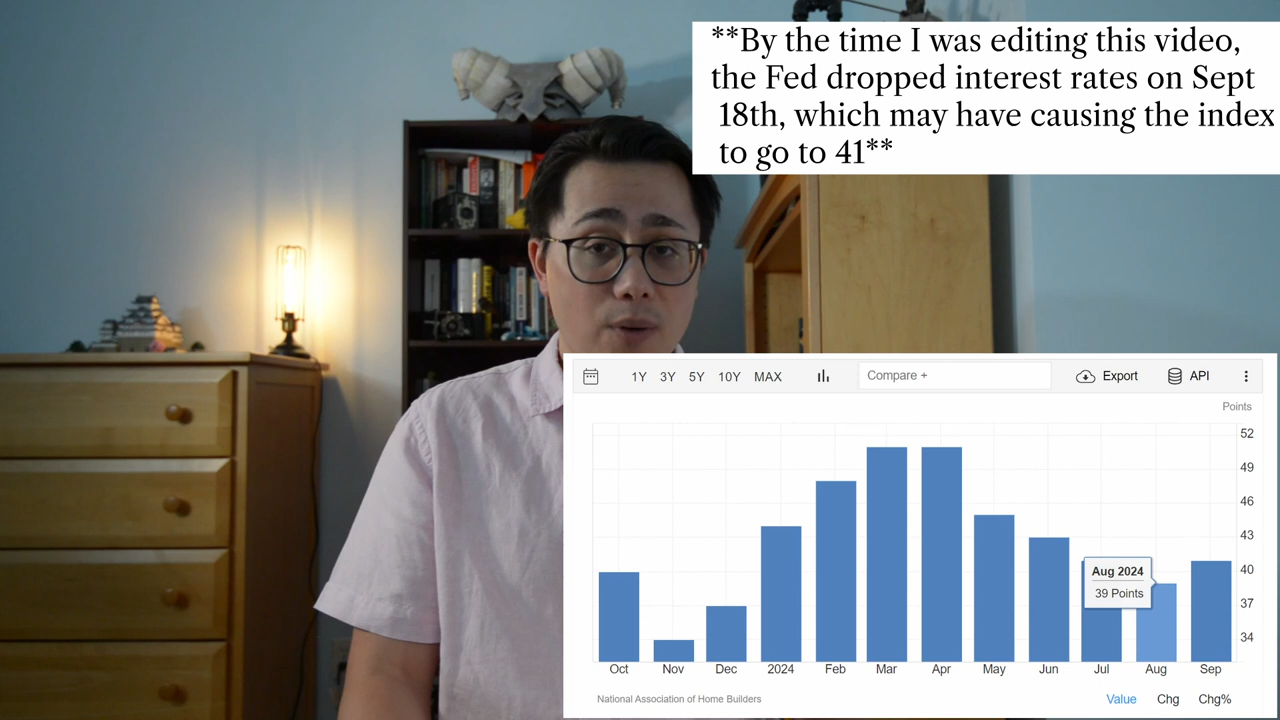 **By the time I was editing this video,
the Fed dropped interest rates on Sept
18th, which may have causing the index
to go to 41**
1Y 3Y 5Y 10Y MAX Compare + Export API
Points
52
49
46
43
40
37
34
Aug 2024
39 Points
Oct Nov Dec 2024 Feb Mar Apr May Jun Jul Aug Sep
National Association of Home Builders Value Chg Chg%